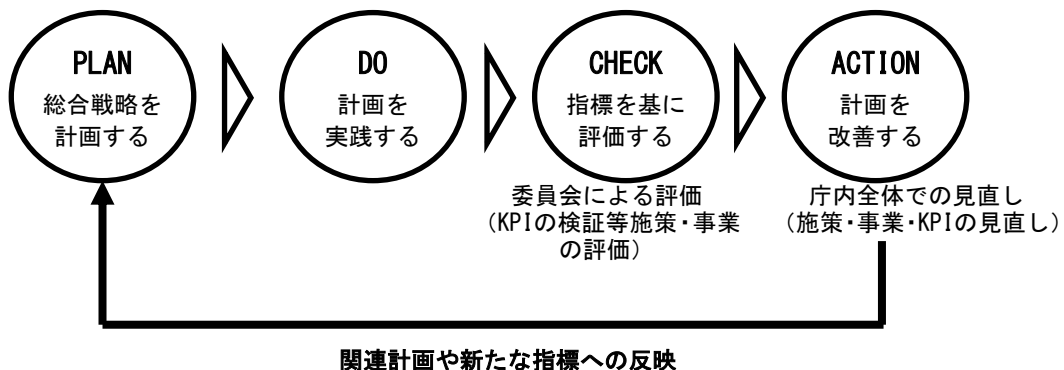 PLAN
総合戦略を
計画する
DO
計画を
実践する
CHECK
指標を基に
評価する
ACTION
計画を
改善する
委員会による評価
（KPIの検証等施策・事業
の評価）
庁内全体での見直し
（施策・事業・KPIの見直し）
関連計画や新たな指標への反映